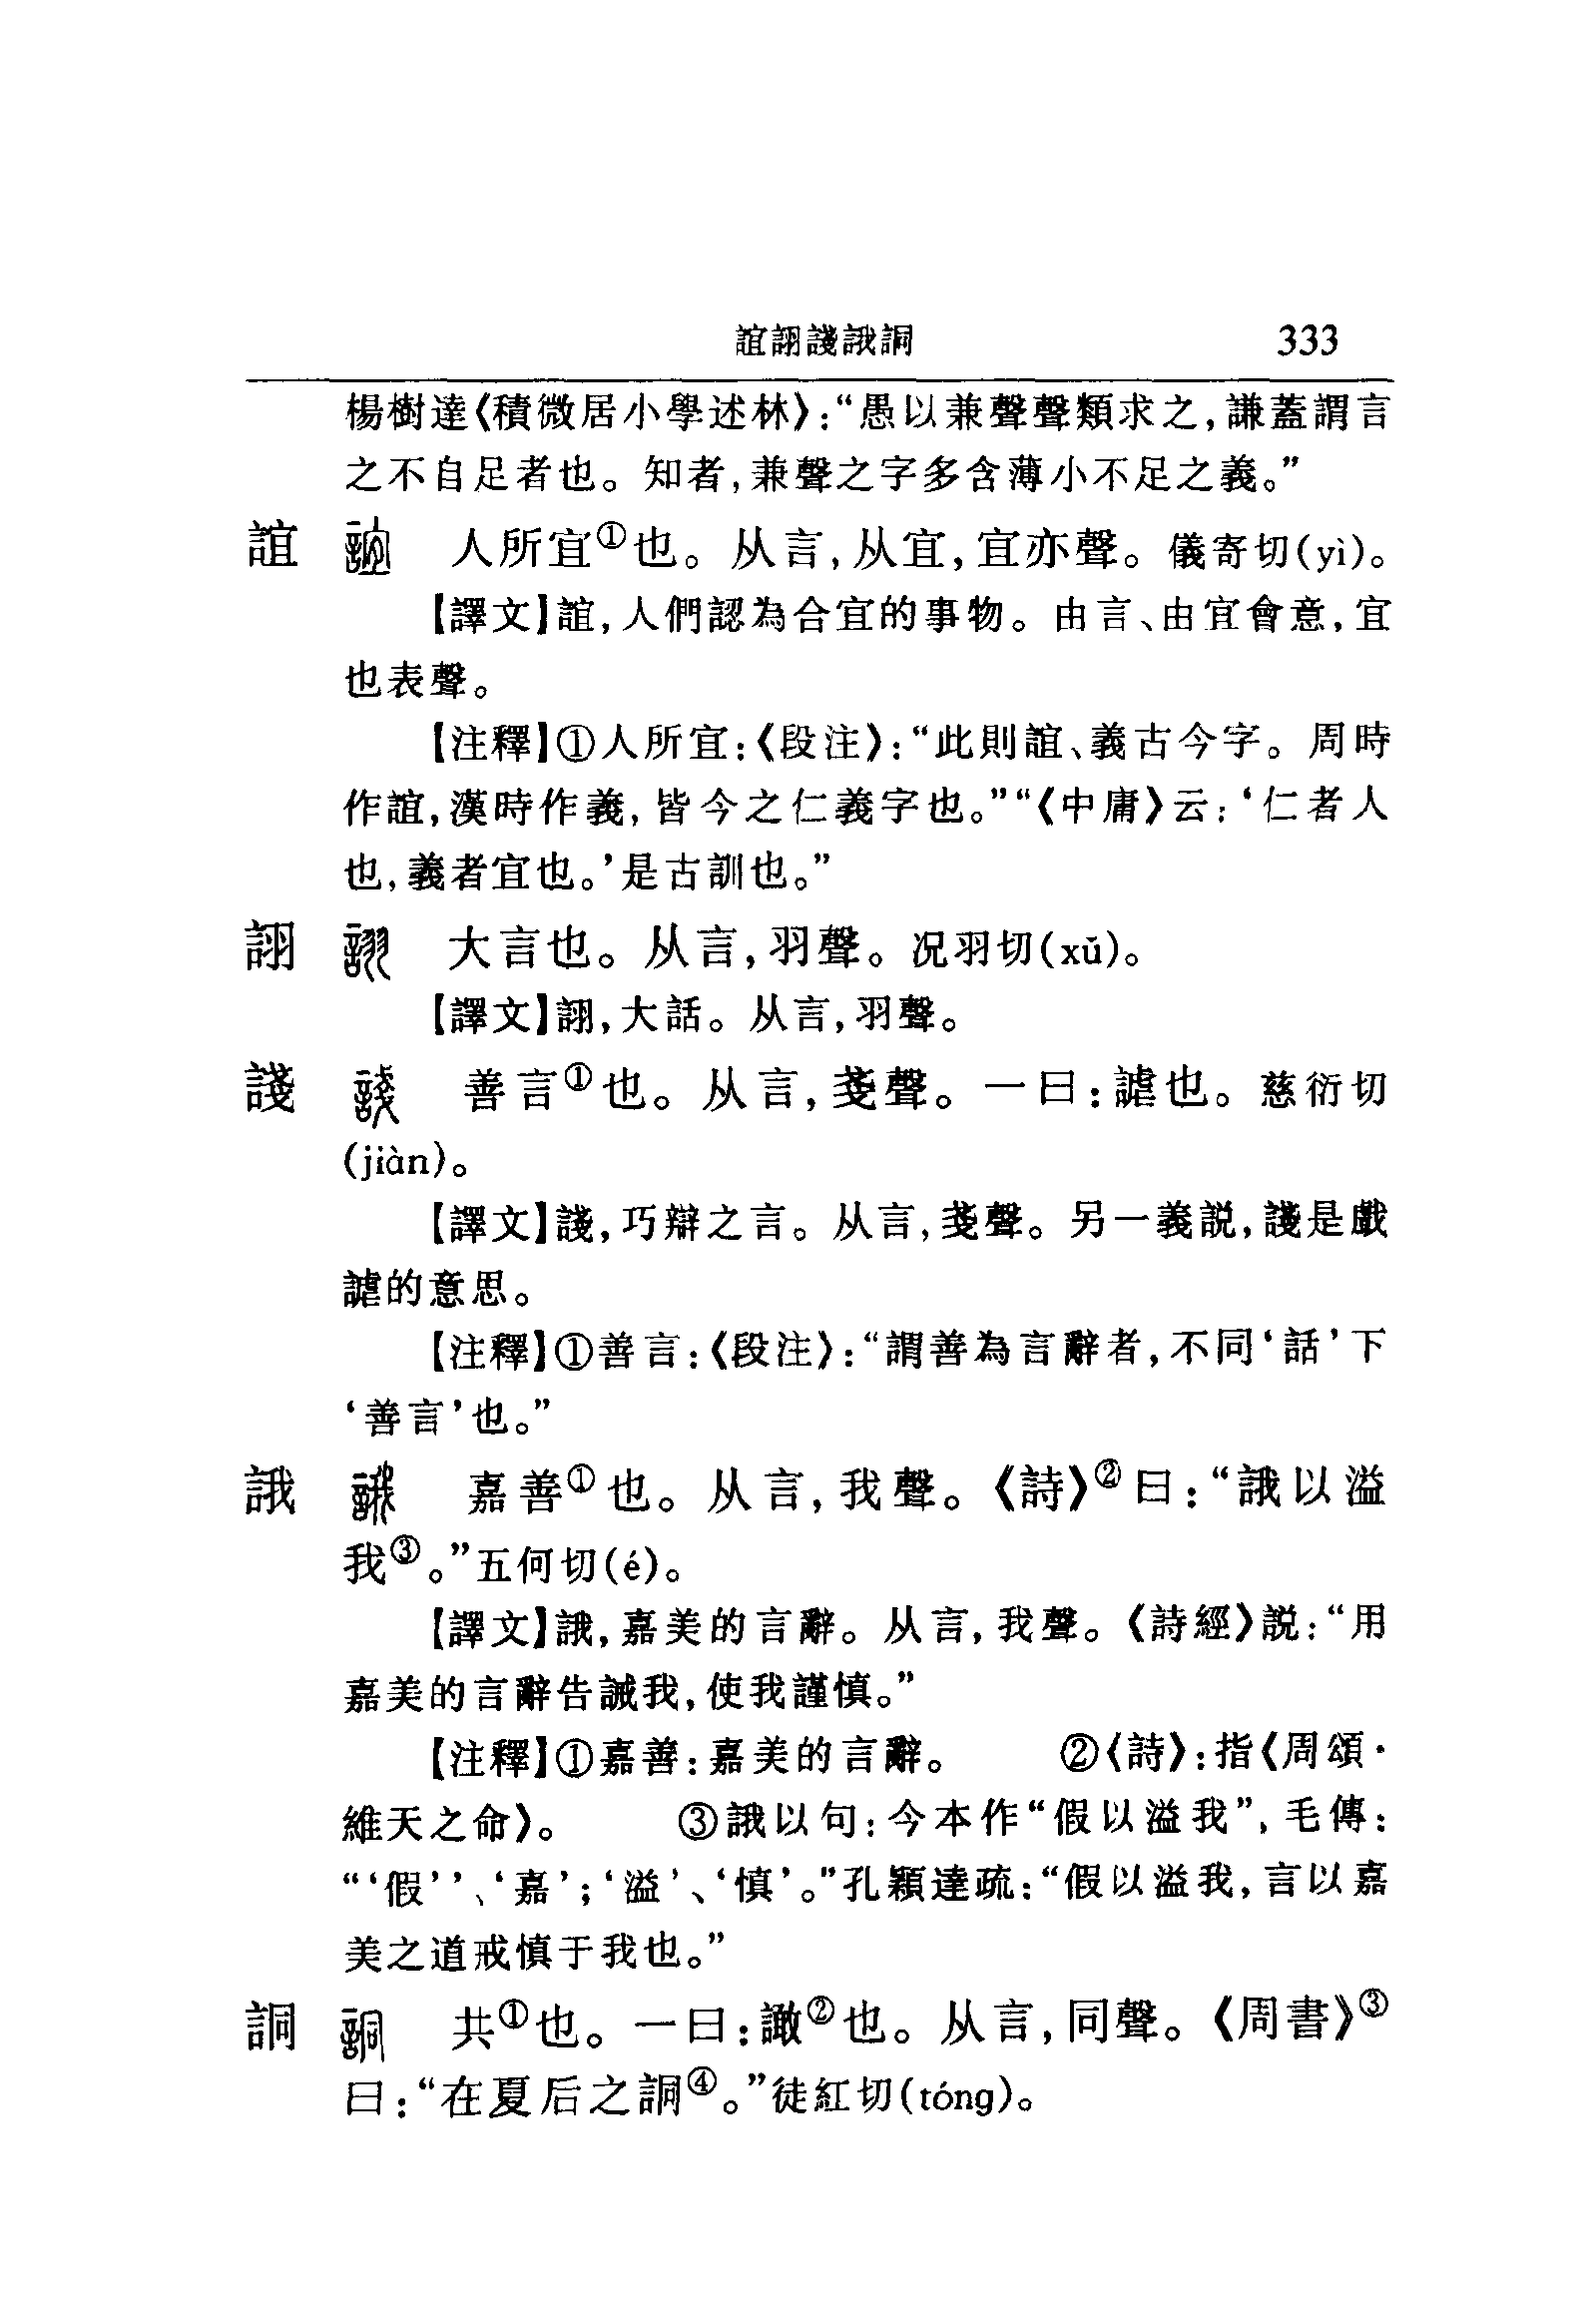 誼詡諓誐詷 333
楊樹達《積微居小學述林》:“愚以兼聲聲類求之,謙蓋謂言
之不自足者也。知者,兼聲之字多含薄小不足之義。”
誼 人所宜①也。从言,从宜,宜亦聲。儀寄切(yì)。
【譯文】誼,人們認為合宜的事物。由言、由宜會意,宜
也表聲。
【注釋】①人所宜:《段注》:“此則誼、義古今字。周時
作誼,漢時作義,皆今之仁義字也。”“《中庸》云:‘仁者人
也,義者宜也。’是古訓也。”
詡 大言也。从言,羽聲。况羽切(xǔ)。
【譯文】詡,大話。从言,羽聲。
諓 善言①也。从言,戔聲。一曰:謔也。慈衍切
(jiàn)。
【譯文】諓,巧辯之言。从言,戔聲。另一義説,諓是戲
謔的意思。
【注釋】①善言:《段注》:“謂善為言辭者,不同‘話’下
‘善言’也。”
誐 嘉善①也。从言,我聲。《詩》②曰:“誐以溢
我③。”五何切(é)。
【譯文】誐,嘉美的言辭。从言,我聲。《詩經》説:“用
嘉美的言辭告誡我,使我謹慎。”
【注釋】①嘉善:嘉美的言辭。 ②《詩》:指《周頌·
維天之命》。 ③誐以句:今本作“假以溢我”,毛傳:
“‘假’’、‘嘉’;‘溢’、‘慎’。”孔穎達疏:“假以溢我,言以嘉
美之道戒慎于我也。”
詷 共①也。一曰:譀②也。从言,同聲。《周書》③
曰:“在夏后之詷④。”徒紅切(tóng)。